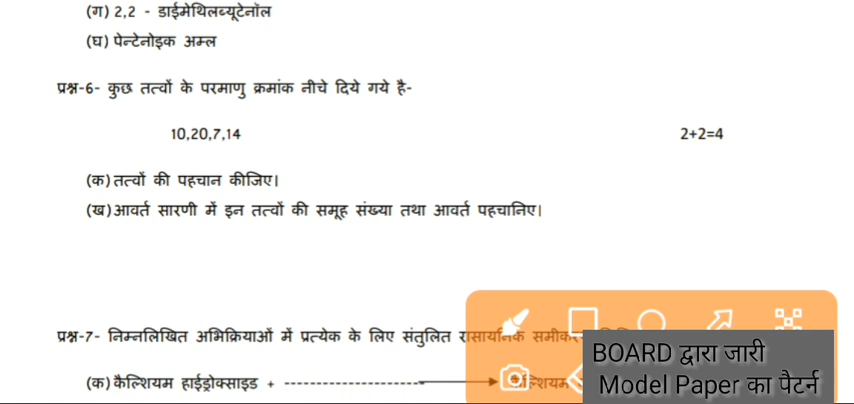 (ग) 2,2 - डाईमेथिलब्यूटेनॉल
(घ) पेन्टेनोइक अम्ल
प्रश्न-6- कुछ तत्वों के परमाणु क्रमांक नीचे दिये गये है-
10,20,7,14 2+2=4
(क) तत्वों की पहचान कीजिए।
(ख) आवर्त सारणी में इन तत्वों की समूह संख्या तथा आवर्त पहचानिए।
प्रश्न-7- निम्नलिखित अभिक्रियाओं में प्रत्येक के लिए संतुलित रासायनिक
BOARD द्वारा जारी
(क) कैल्शियम हाईड्रोक्साइड + ----------------------------
Model Paper का पैटर्न